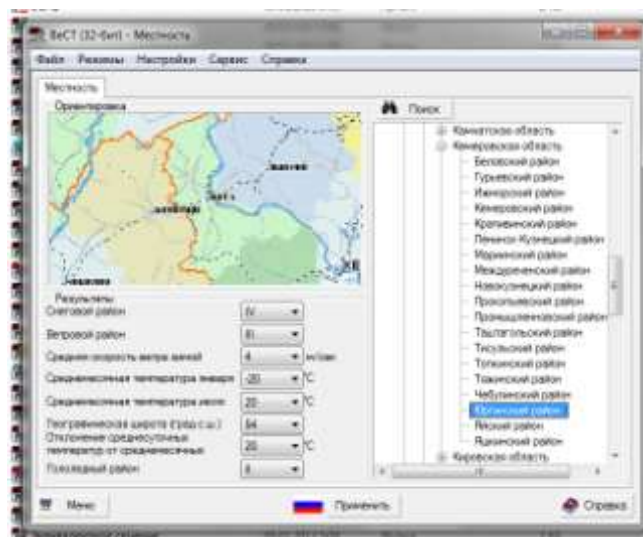 ВеСТ (32-бит) - Местность
Файл Режимы Настройки Сервис Справка
Местность
Ориентировка
Поиск
Камчатская область
Кемеровская область
Беловский район
Гурьевский район
Ижморский район
Кемеровский район
Крапивинский район
Ленинск-Кузнецкий район
Мариинский район
Междуреченский район
Новокузнецкий район
Прокопьевский район
Промышленновский район
Таштагольский район
Тисульский район
Топкинский район
Тяжинский район
Чебулинский район
Юргинский район
Яйский район
Яшкинский район
Кировская область
Результаты
Снеговой район IV
Ветровой район III
Средняя скорость ветра зимой 4 м/сек
Среднемесячная температура января -20 °C
Среднемесячная температура июля 20 °C
Географическая широта (град с.ш.)
Отклонение среднесуточных
температур от среднемесячных 20 °C
Гололедный район
Меню Применить Справка